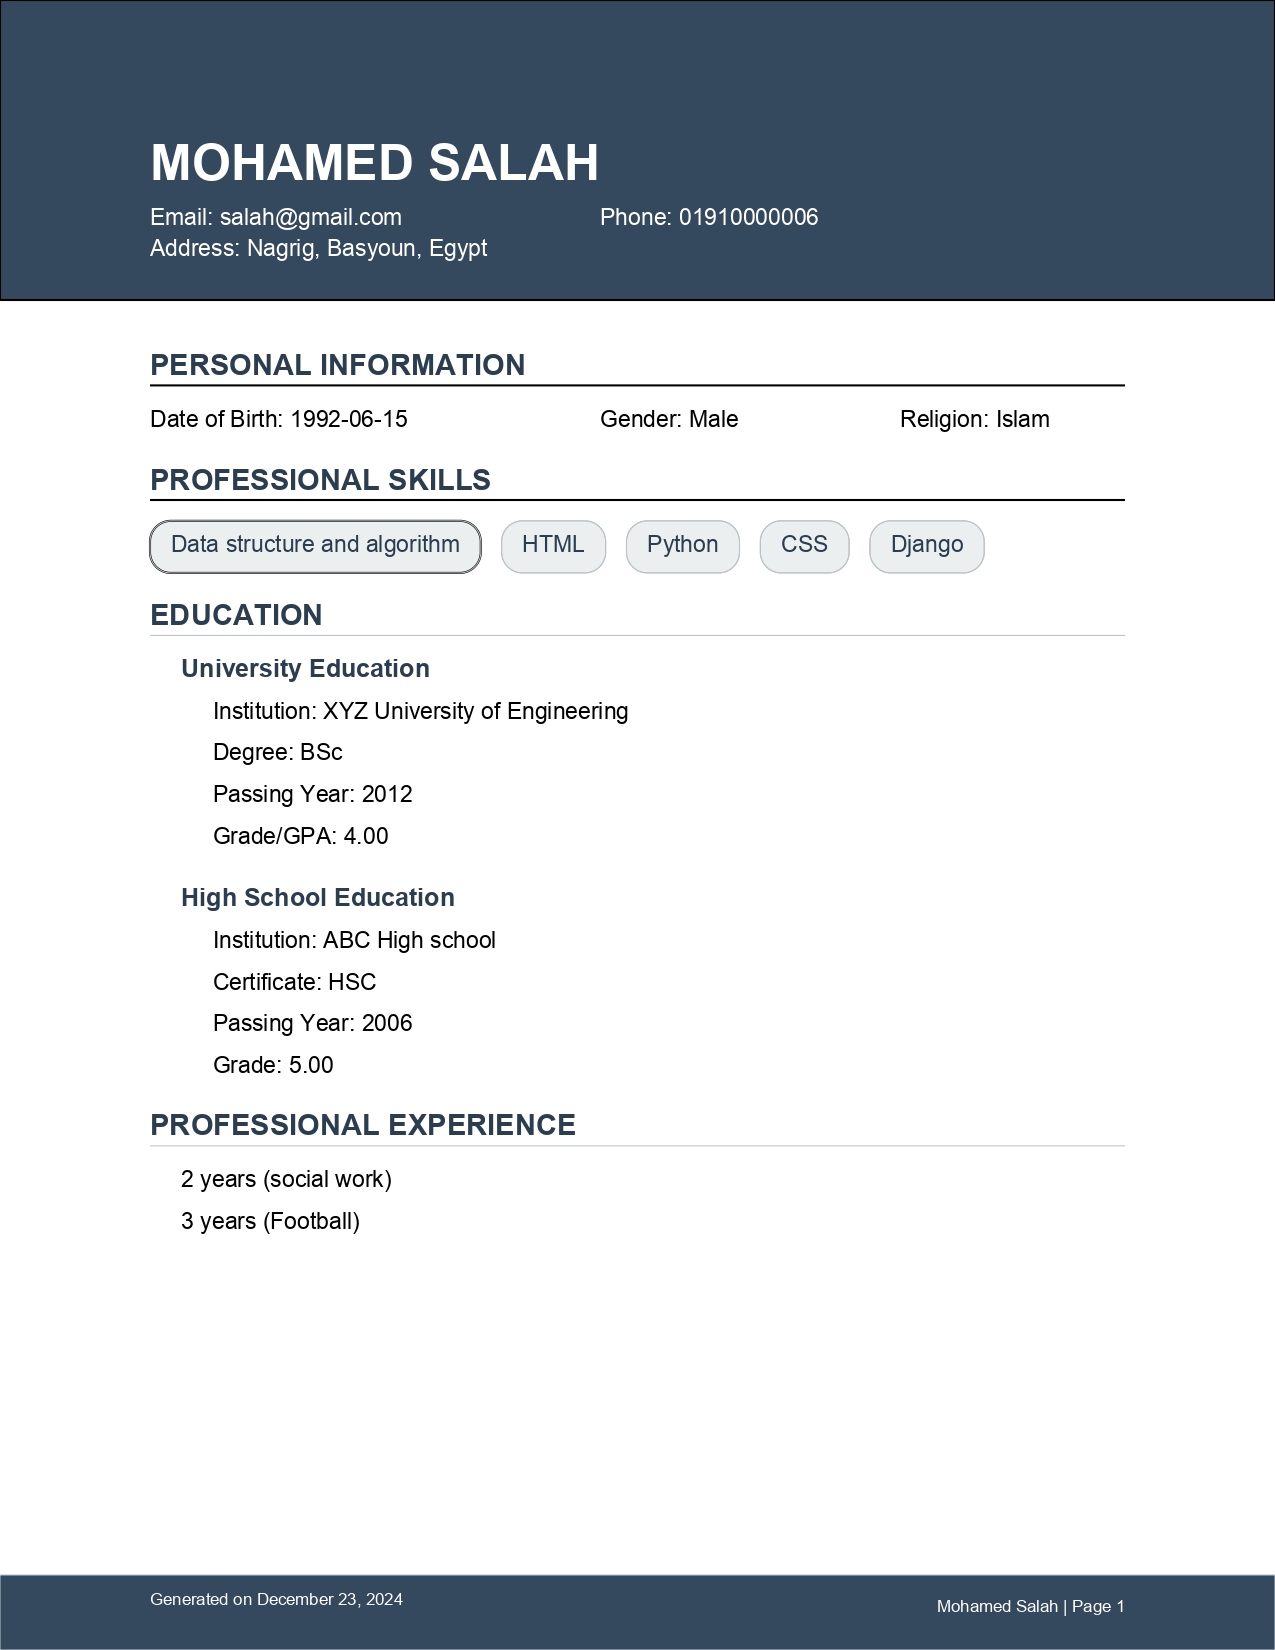 MOHAMED SALAH
Email: salah@gmail.com Phone: 01910000006
Address: Nagrig, Basyoun, Egypt
PERSONAL INFORMATION
Date of Birth: 1992-06-15 Gender: Male Religion: Islam
PROFESSIONAL SKILLS
Data structure and algorithm HTML Python CSS Django
EDUCATION
University Education
Institution: XYZ University of Engineering
Degree: BSc
Passing Year: 2012
Grade/GPA: 4.00
High School Education
Institution: ABC High school
Certificate: HSC
Passing Year: 2006
Grade: 5.00
PROFESSIONAL EXPERIENCE
2 years (social work)
3 years (Football)
Generated on December 23, 2024
Mohamed Salah | Page 1